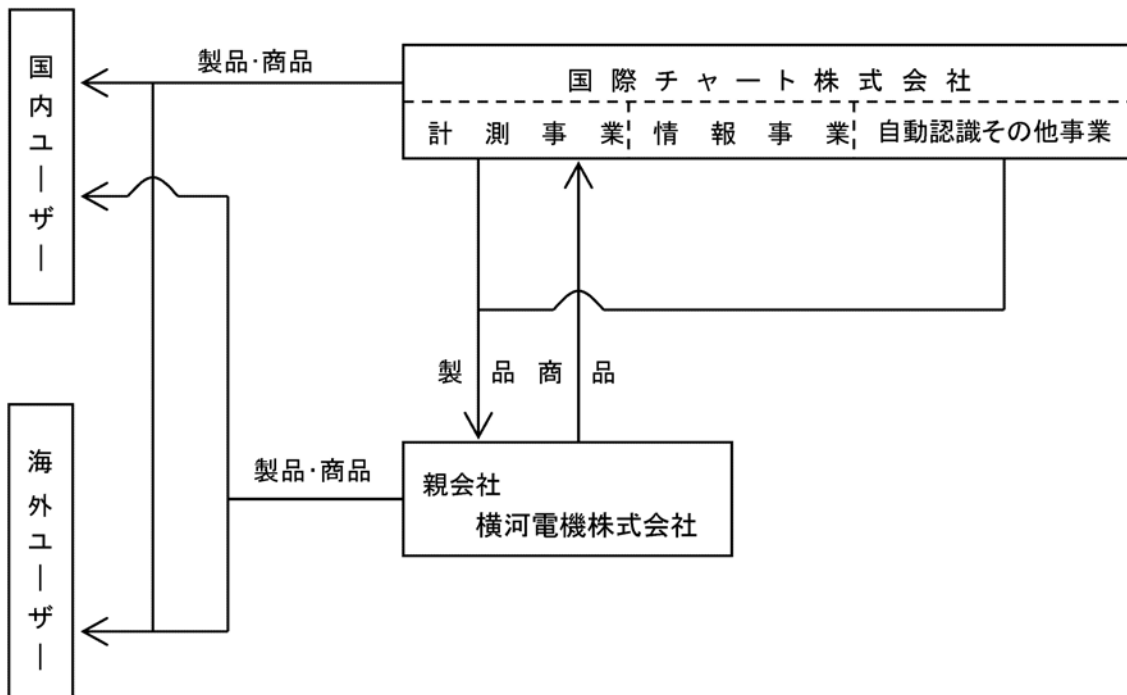 国内ユーザー
製品・商品
国際チャート株式会社
計測事業
情報事業
自動認識その他事業
製品
商品
海外ユーザー
製品・商品
親会社
横河電機株式会社